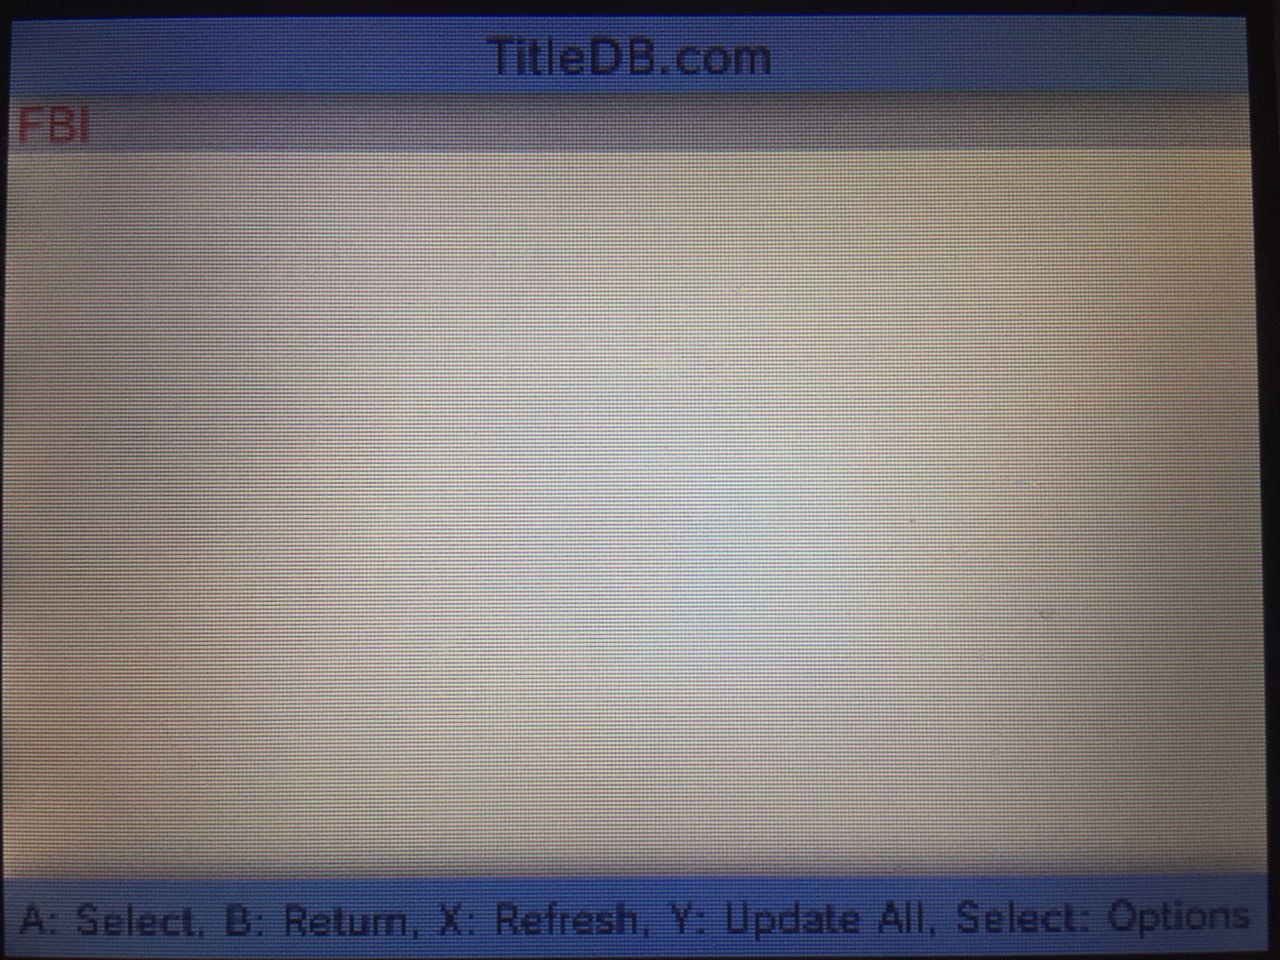 TitleDB.com
FBI
A: Select, B: Return, X: Refresh, Y: Update All, Select: Options